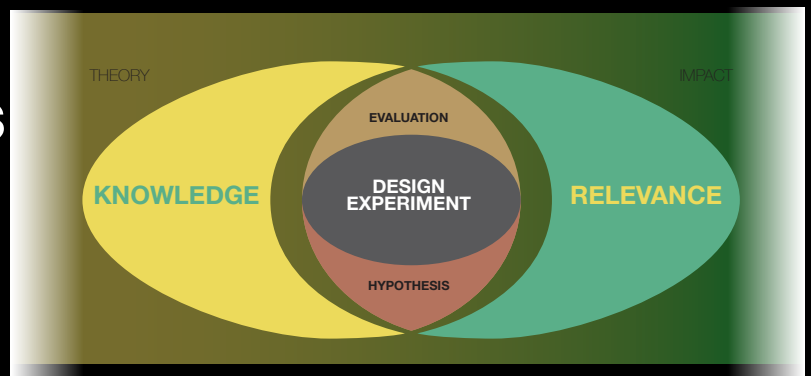 THEORY
IMPACT
EVALUATION
KNOWLEDGE
DESIGN
EXPERIMENT
RELEVANCE
HYPOTHESIS